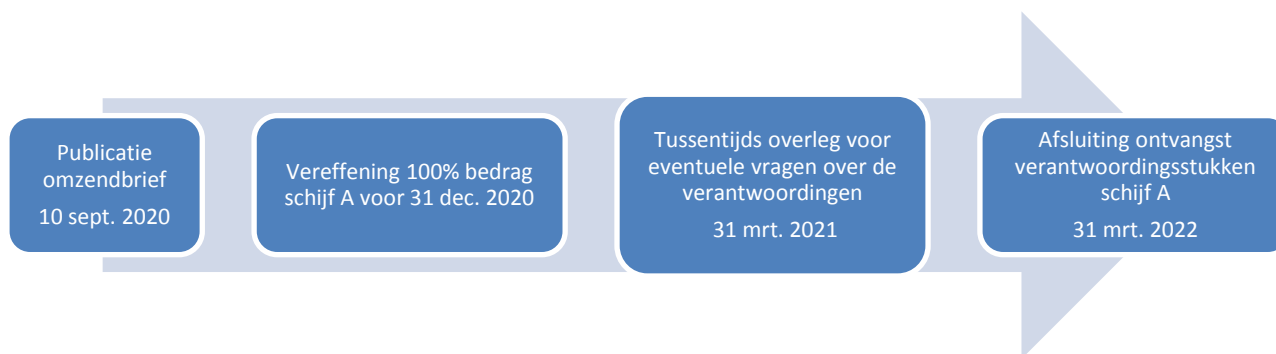 Publicatie
omzendbrief
10 sept. 2020
Vereffening 100% bedrag
schijf A voor 31 dec. 2020
Tussentijds overleg voor
eventuele vragen over de
verantwoordingen
31 mrt. 2021
Afsluiting ontvangst
verantwoordingsstukken
schijf A
31 mrt. 2022